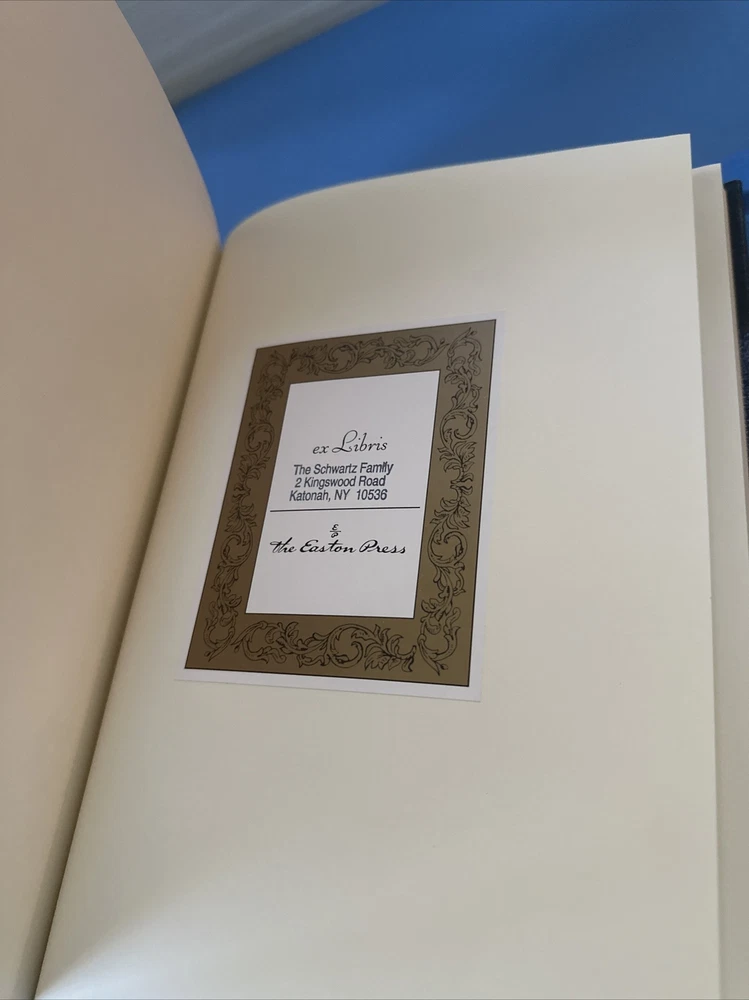 ex Libris
The Schwartz Family
2 Kingswood Road
Katonah, NY 10536
E
P
the Easton Press